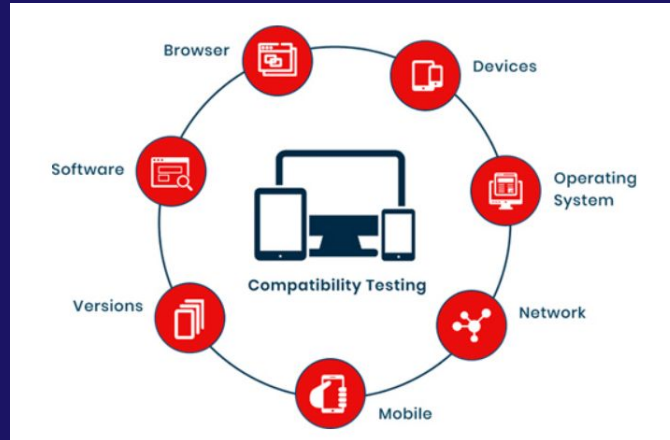 Browser
Devices
Software
Operating
System
Compatibility Testing
Versions
Network
Mobile